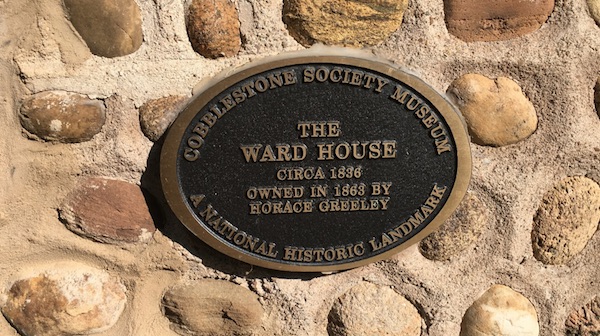 COBBLESTONE SOCIETY MUSEUM
THE
WARD HOUSE
CIRCA 1836
OWNED IN 1863 BY
HORACE GREELEY
A NATIONAL HISTORIC LANDMARK